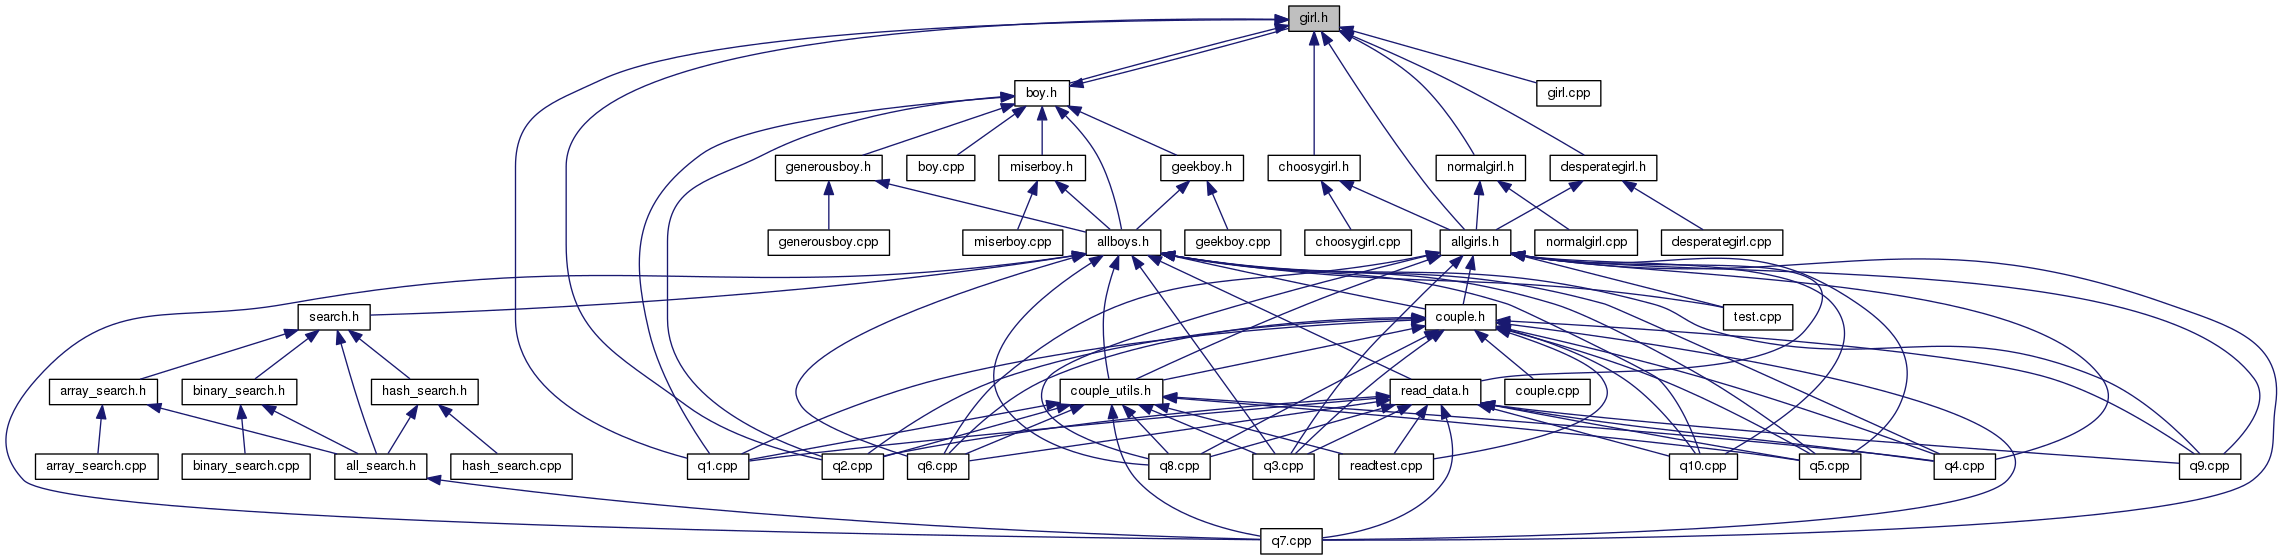 girl.h
boy.h
girl.cpp
generousboy.h
boy.cpp
miserboy.h
geekboy.h
choosygirl.h
normalgirl.h
desperategirl.h
generousboy.cpp
miserboy.cpp
allboys.h
geekboy.cpp
choosygirl.cpp
allgirls.h
normalgirl.cpp
desperategirl.cpp
search.h
couple.h
test.cpp
array_search.h
binary_search.h
hash_search.h
couple_utils.h
read_data.h
couple.cpp
array_search.cpp
binary_search.cpp
all_search.h
hash_search.cpp
q1.cpp
q2.cpp
q6.cpp
q8.cpp
q3.cpp
readtest.cpp
q10.cpp
q5.cpp
q4.cpp
q9.cpp
q7.cpp